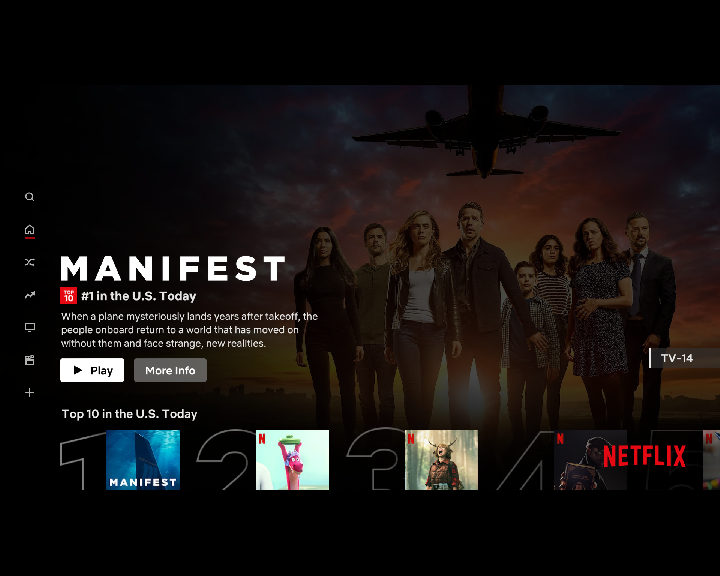 MANIFEST
TOP 10 #1 in the U.S. Today
When a plane mysteriously lands years after takeoff, the
people onboard return to a world that has moved on
without them and face strange, new realities.
Play More Info
TV-14
Top 10 in the U.S. Today
1 2 3 4 5
N N N N
MANIFEST
NETFLIX